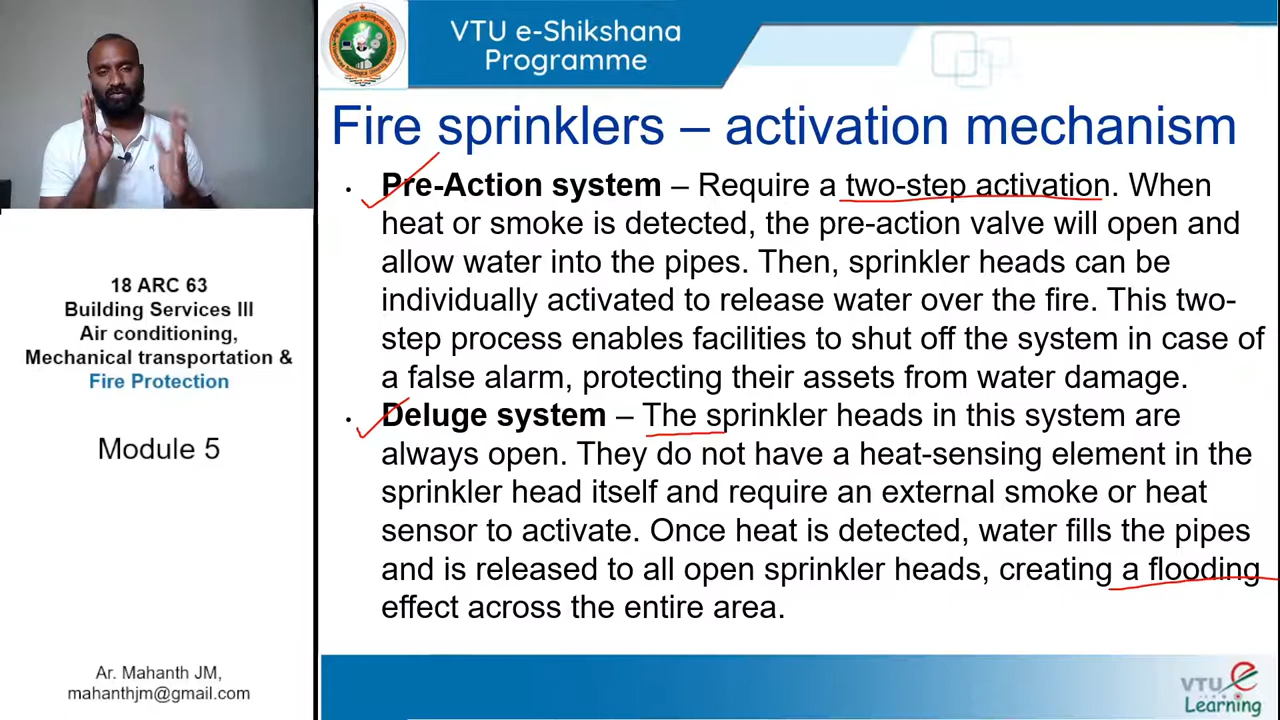 VTU e-Shikshana
Programme
Fire sprinklers – activation mechanism
• Pre-Action system – Require a two-step activation. When
heat or smoke is detected, the pre-action valve will open and
allow water into the pipes. Then, sprinkler heads can be
individually activated to release water over the fire. This two-
step process enables facilities to shut off the system in case of
a false alarm, protecting their assets from water damage.
• Deluge system – The sprinkler heads in this system are
always open. They do not have a heat-sensing element in the
sprinkler head itself and require an external smoke or heat
sensor to activate. Once heat is detected, water fills the pipes
and is released to all open sprinkler heads, creating a flooding
effect across the entire area.
18 ARC 63
Building Services III
Air conditioning,
Mechanical transportation &
Fire Protection
Module 5
Ar. Mahanth JM,
mahanthjm@gmail.com
VTU e
Learning